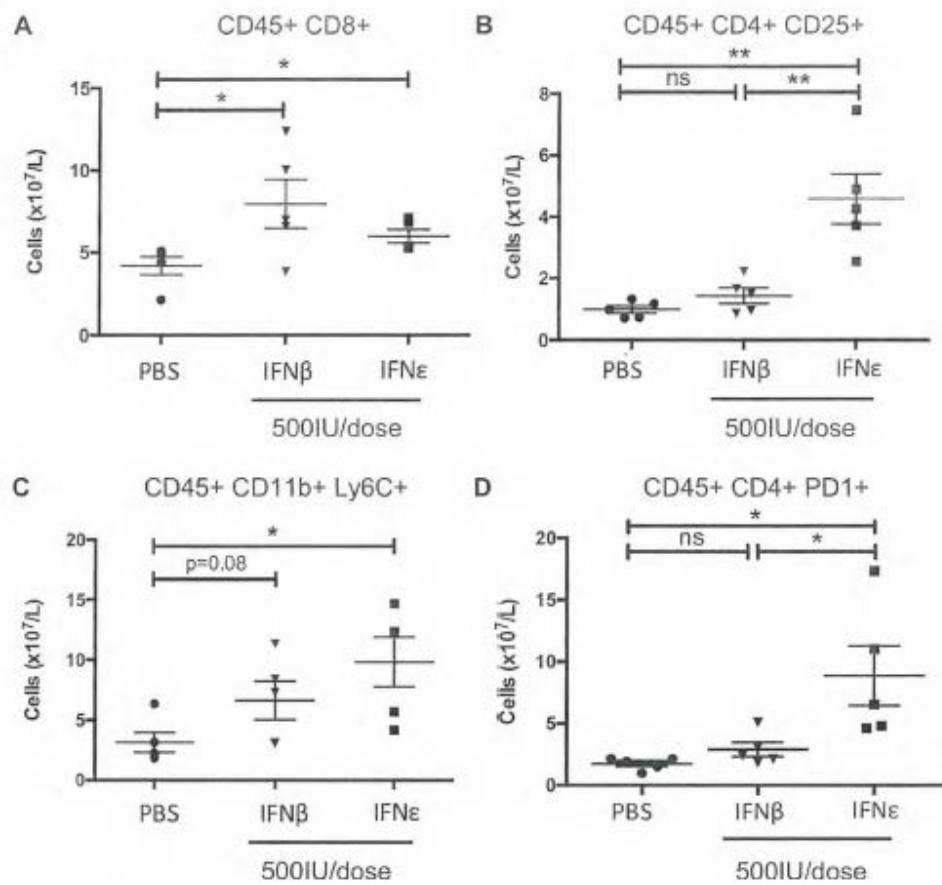 A
CD45+ CD8+
*
*
15
10
5
0
Cells (x10⁷/L)
PBS
IFNβ
IFNε
500IU/dose
B
CD45+ CD4+ CD25+
**
ns
**
8
6
4
2
0
Cells (x10⁷/L)
PBS
IFNβ
IFNε
500IU/dose
C
CD45+ CD11b+ Ly6C+
*
p=0.08
20
15
10
5
0
Cells (x10⁷/L)
PBS
IFNβ
IFNε
500IU/dose
D
CD45+ CD4+ PD1+
*
ns
*
20
15
10
5
0
Cells (x10⁷/L)
PBS
IFNβ
IFNε
500IU/dose